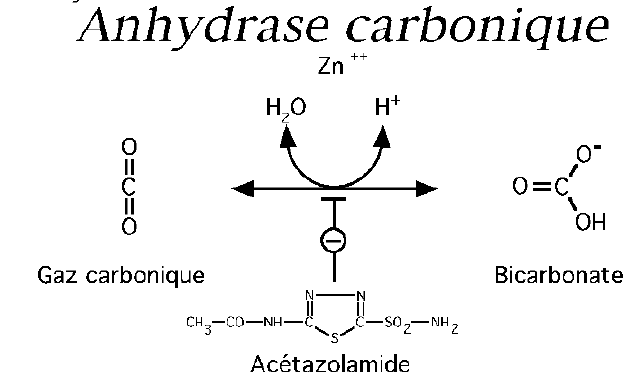 Anhydrase carbonique
Zn ++
H2O H+
O
C
O
O-
O=C
OH
Gaz carbonique
Bicarbonate
N N
CH3—CO—NH—C C—SO2—NH2
S
Acétazolamide